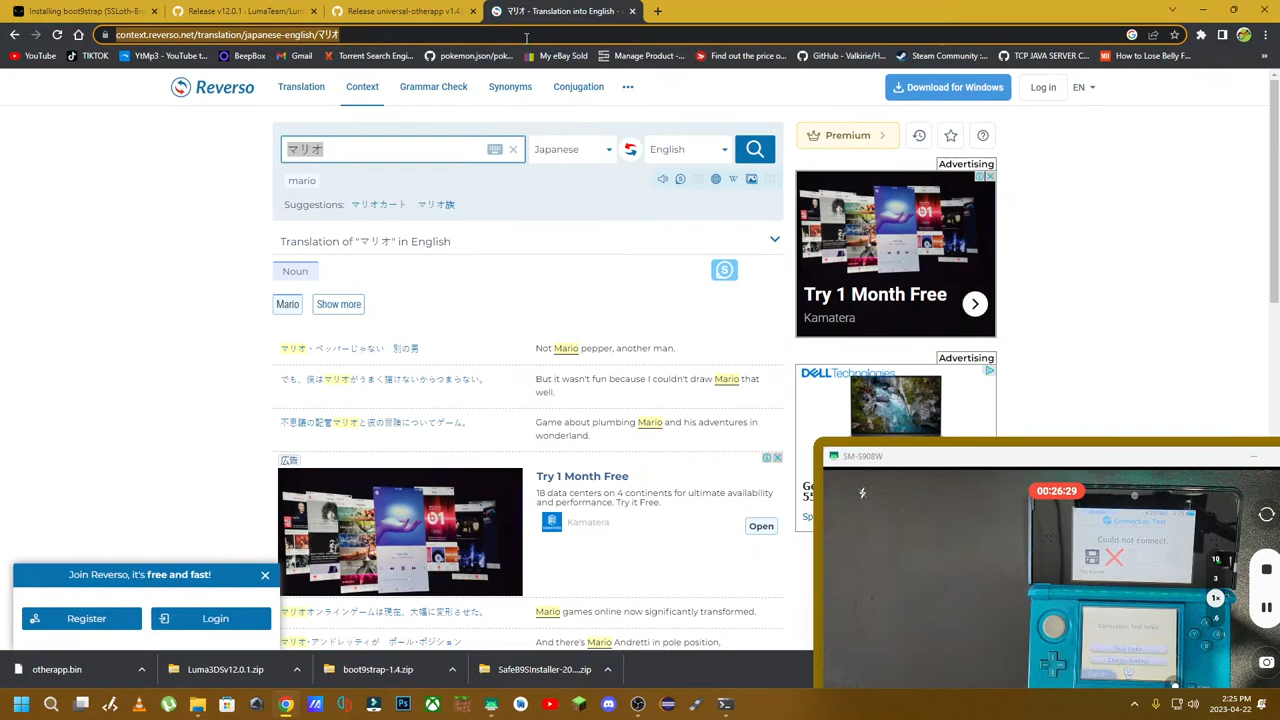 Installing boot9strap (SSLoth-Br
Release v12.0.1 · LumaTeam/Lum
Release universal-otherapp v1.4.
マリオ - Translation into English -
context.reverso.net/translation/japanese-english/マリオ
YouTube
TIKTOK
YtMp3 - YouTube t...
BeepBox
Gmail
Torrent Search Engi...
pokemon.json/pok...
My eBay Sold
Manage Produc...
Find out the price o...
GitHub - Valkirie/H...
Steam Community :...
TCP JAVA SERVER C...
How to Lose Belly F...
Reverso
Translation
Context
Grammar Check
Synonyms
Conjugation
Download for Windows
Log in
EN
マリオ
Japanese
English
Premium
Advertising
mario
Suggestions: マリオカート マリオ族
Translation of "マリオ" in English
Noun
Mario
Show more
Try 1 Month Free
Kamatera
マリオ・ペッパーじゃない 別の男
Not Mario pepper, another man.
Advertising
DELLTechnologies
でも、僕はマリオがうまく描けないからつまらない。
But it wasn't fun because I couldn't draw Mario that
well.
不思議の配管マリオと彼の冒険についてゲーム。
Game about plumbing Mario and his adventures in
wonderland.
広告
Try 1 Month Free
18 data centers on 4 continents for ultimate availability
and performance. Try it Free.
Kamatera
Open
SM-S908W
00:26:29
Connection Test
Could not connect.
Connection Test failed.
10
3
1×
.6
Join Reverso, it's free and fast!
Register
Login
マリオオンラインゲームは現在、大幅に変形させた。
Mario games online now significantly transformed.
マリオ・アンドレッティが ポール・ポジション
And there's Mario Andretti in pole position,
otherapp.bin
Luma3DSv12.0.1.zip
boot9strap-1.4.zip
SafeB9SInstaller-20....zip
2:25 PM
2023-04-22